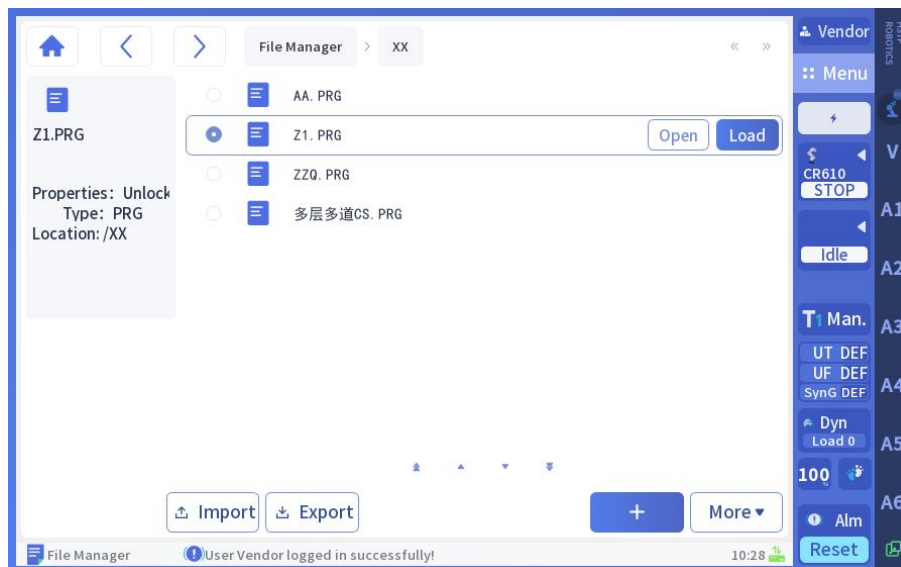 File Manager > XX « »
AA. PRG
Z1. PRG Open Load
ZZQ. PRG
多层多道CS. PRG
Z1.PRG
Properties: Unlock
Type: PRG
Location: /XX
Import Export + More
File Manager User Vendor logged in successfully! 10:28
Vendor
Menu
CR610
STOP
Idle
T1 Man.
UT DEF
UF DEF
SynG DEF
Dyn
Load 0
100 %
Alm
Reset
ROBOTICS
V
A1
A2
A3
A4
A5
A6